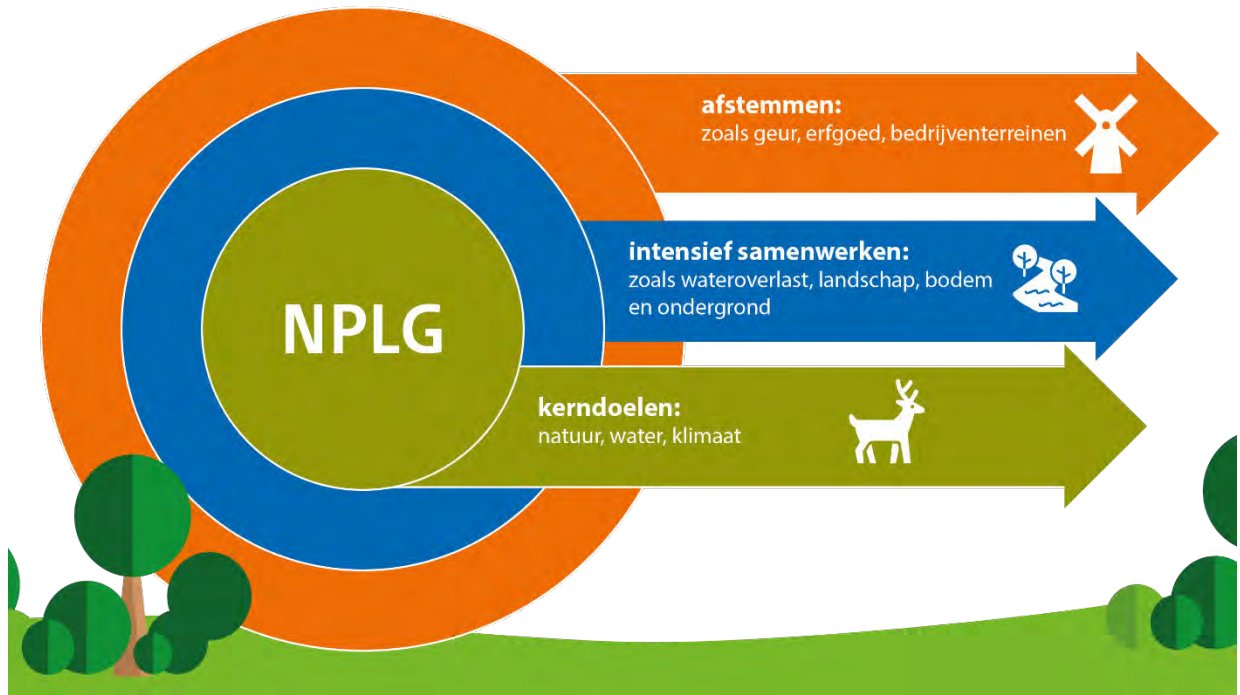 afstemmen:
zoals geur, erfgoed, bedrijventerreinen
intensief samenwerken:
zoals wateroverlast, landschap, bodem
en ondergrond
NPLG
kerndoelen:
natuur, water, klimaat